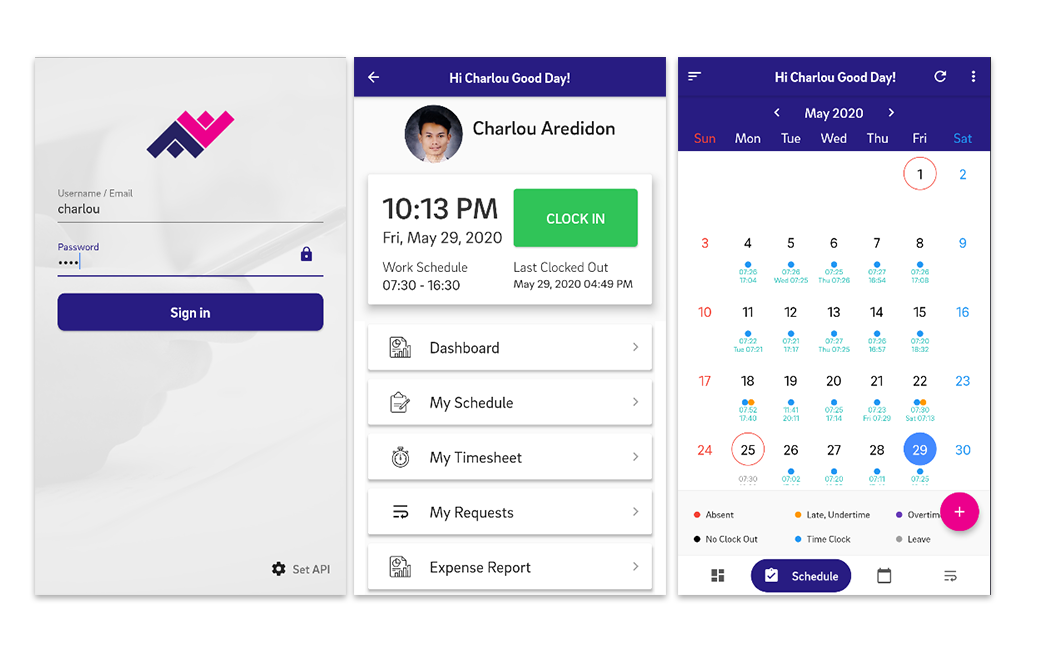 Username / Email
charlou
Password
••••
Sign in
Set API
Hi Charlou Good Day!
Charlou Aredidon
10:13 PM
Fri, May 29, 2020
CLOCK IN
Work Schedule
07:30 - 16:30
Last Clocked Out
May 29, 2020 04:49 PM
Dashboard
My Schedule
My Timesheet
My Requests
Expense Report
Hi Charlou Good Day!
May 2020
Sun Mon Tue Wed Thu Fri Sat
1 2
3 4 5 6 7 8 9
07:26 07:26 07:25 07:27 07:26
17:04 Wed 07:25 Thu 07:26 16:54 17:08
10 11 12 13 14 15 16
07:22 07:21 07:27 07:26 07:20
Tue 07:21 17:17 Thu 07:25 16:57 18:32
17 18 19 20 21 22 23
07:52 11:41 07:25 07:23 07:30
17:40 20:11 17:14 Fri 07:29 Sat 07:13
24 25 26 27 28 29 30
07:30 07:02 07:20 07:11 07:25
Absent Late, Undertime Overtim
+
No Clock Out Time Clock Leave
Schedule